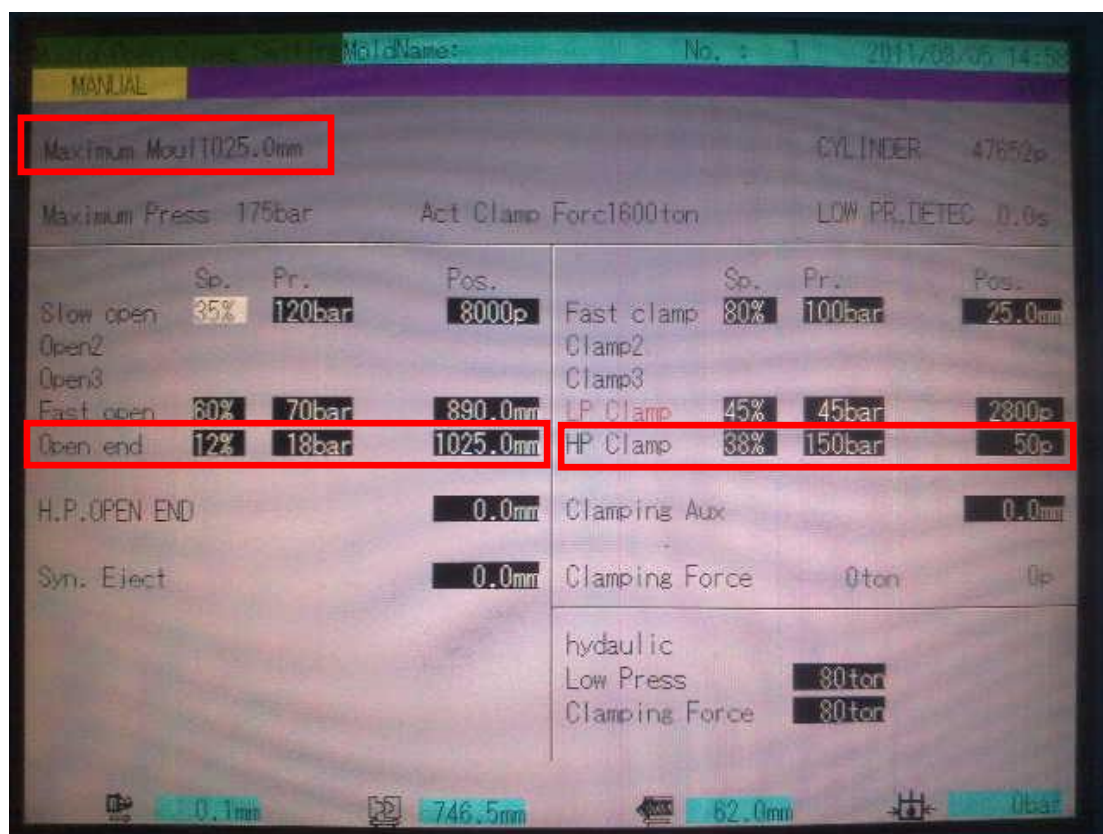 MoldName: No. : 1 2011/08/05 14:58
MANUAL
Maximum Moul1025.0mm CYLINDER 47652p
Maximum Press 175bar Act Clamp Forc1600ton LOW PR.DETEC 0.0s
Sp. Pr. Pos. Sp. Pr. Pos.
Slow open 35% 120bar 8000p Fast clamp 80% 100bar 25.0mm
Open2 Clamp2
Open3 Clamp3
Fast open 60% 70bar 890.0mm LP Clamp 45% 45bar 2800p
Open end 12% 18bar 1025.0mm HP Clamp 38% 150bar 50p
H.P.OPEN END 0.0mm Clamping Aux 0.0mm
Syn. Eject 0.0mm Clamping Force 0ton 0p
hydaulic
Low Press 80ton
Clamping Force 80ton
0.1mm 746.5mm 62.0mm 0bar